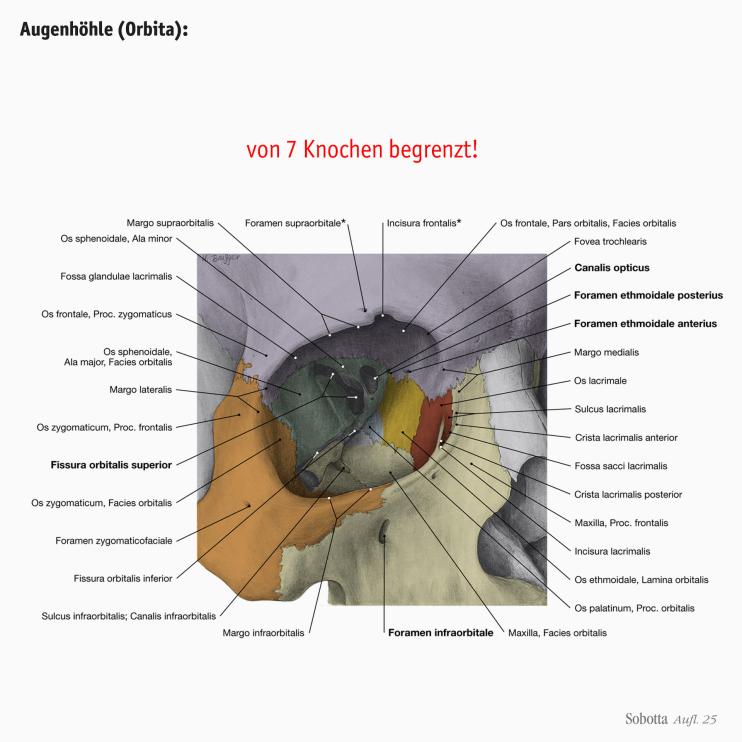 Augenhöhle (Orbita):
von 7 Knochen begrenzt!
Margo supraorbitalis
Foramen supraorbitale*
Incisura frontalis*
Os frontale, Pars orbitalis, Facies orbitalis
Os sphenoidale, Ala minor
Fossa glandulae lacrimalis
Os frontale, Proc. zygomaticus
Os sphenoidale,
Ala major, Facies orbitalis
Margo lateralis
Os zygomaticum, Proc. frontalis
Fissura orbitalis superior
Os zygomaticum, Facies orbitalis
Foramen zygomaticofaciale
Fissura orbitalis inferior
Sulcus infraorbitalis; Canalis infraorbitalis
Margo infraorbitalis
Fovea trochlearis
Canalis opticus
Foramen ethmoidale posterius
Foramen ethmoidale anterius
Margo medialis
Os lacrimale
Sulcus lacrimalis
Crista lacrimalis anterior
Fossa sacci lacrimalis
Crista lacrimalis posterior
Maxilla, Proc. frontalis
Incisura lacrimalis
Os ethmoidale, Lamina orbitalis
Os palatinum, Proc. orbitalis
Foramen infraorbitale
Maxilla, Facies orbitalis
Sobotta Aufl. 25